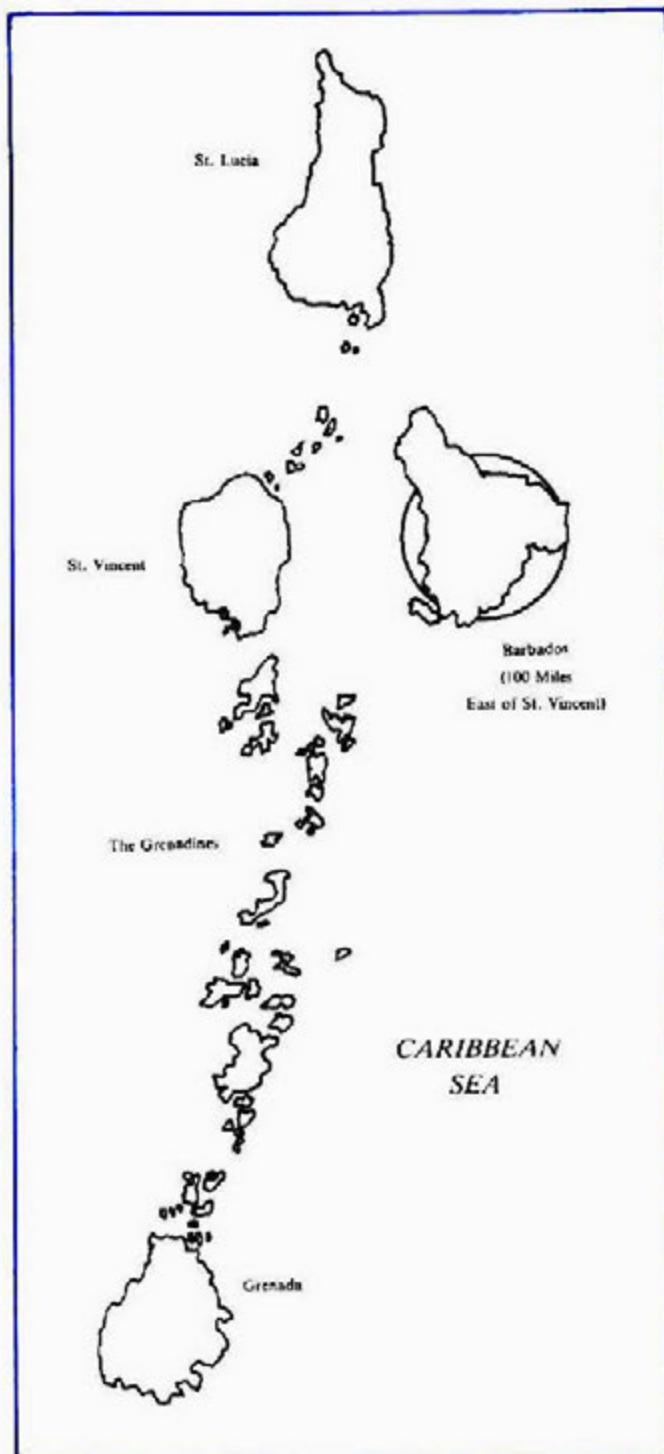 St. Lucia
St. Vincent
Barbados
(100 Miles
East of St. Vincent)
The Grenadines
CARIBBEAN
SEA
Grenada